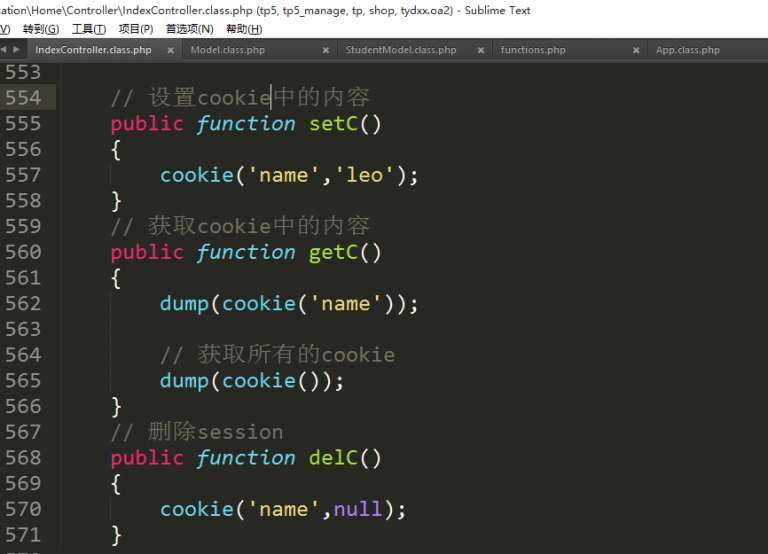 cation\Home\Controller\IndexController.class.php (tp5, tp5_manage, tp, shop, tydxx.oa2) - Sublime Text
V) 转到(G) 工具(T) 项目(P) 首选项(N) 帮助(H)
IndexController.class.php × Model.class.php × StudentModel.class.php × functions.php × App.class.php
553
554 // 设置cookie中的内容
555 public function setC()
556 {
557 cookie('name','leo');
558 }
559 // 获取cookie中的内容
560 public function getC()
561 {
562 dump(cookie('name'));
563
564 // 获取所有的cookie
565 dump(cookie());
566 }
567 // 删除session
568 public function delC()
569 {
570 cookie('name',null);
571 }